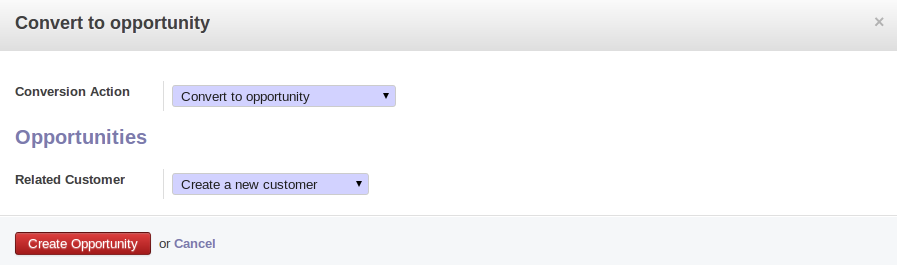 Convert to opportunity ×
Conversion Action Convert to opportunity
Opportunities
Related Customer Create a new customer
Create Opportunity or Cancel